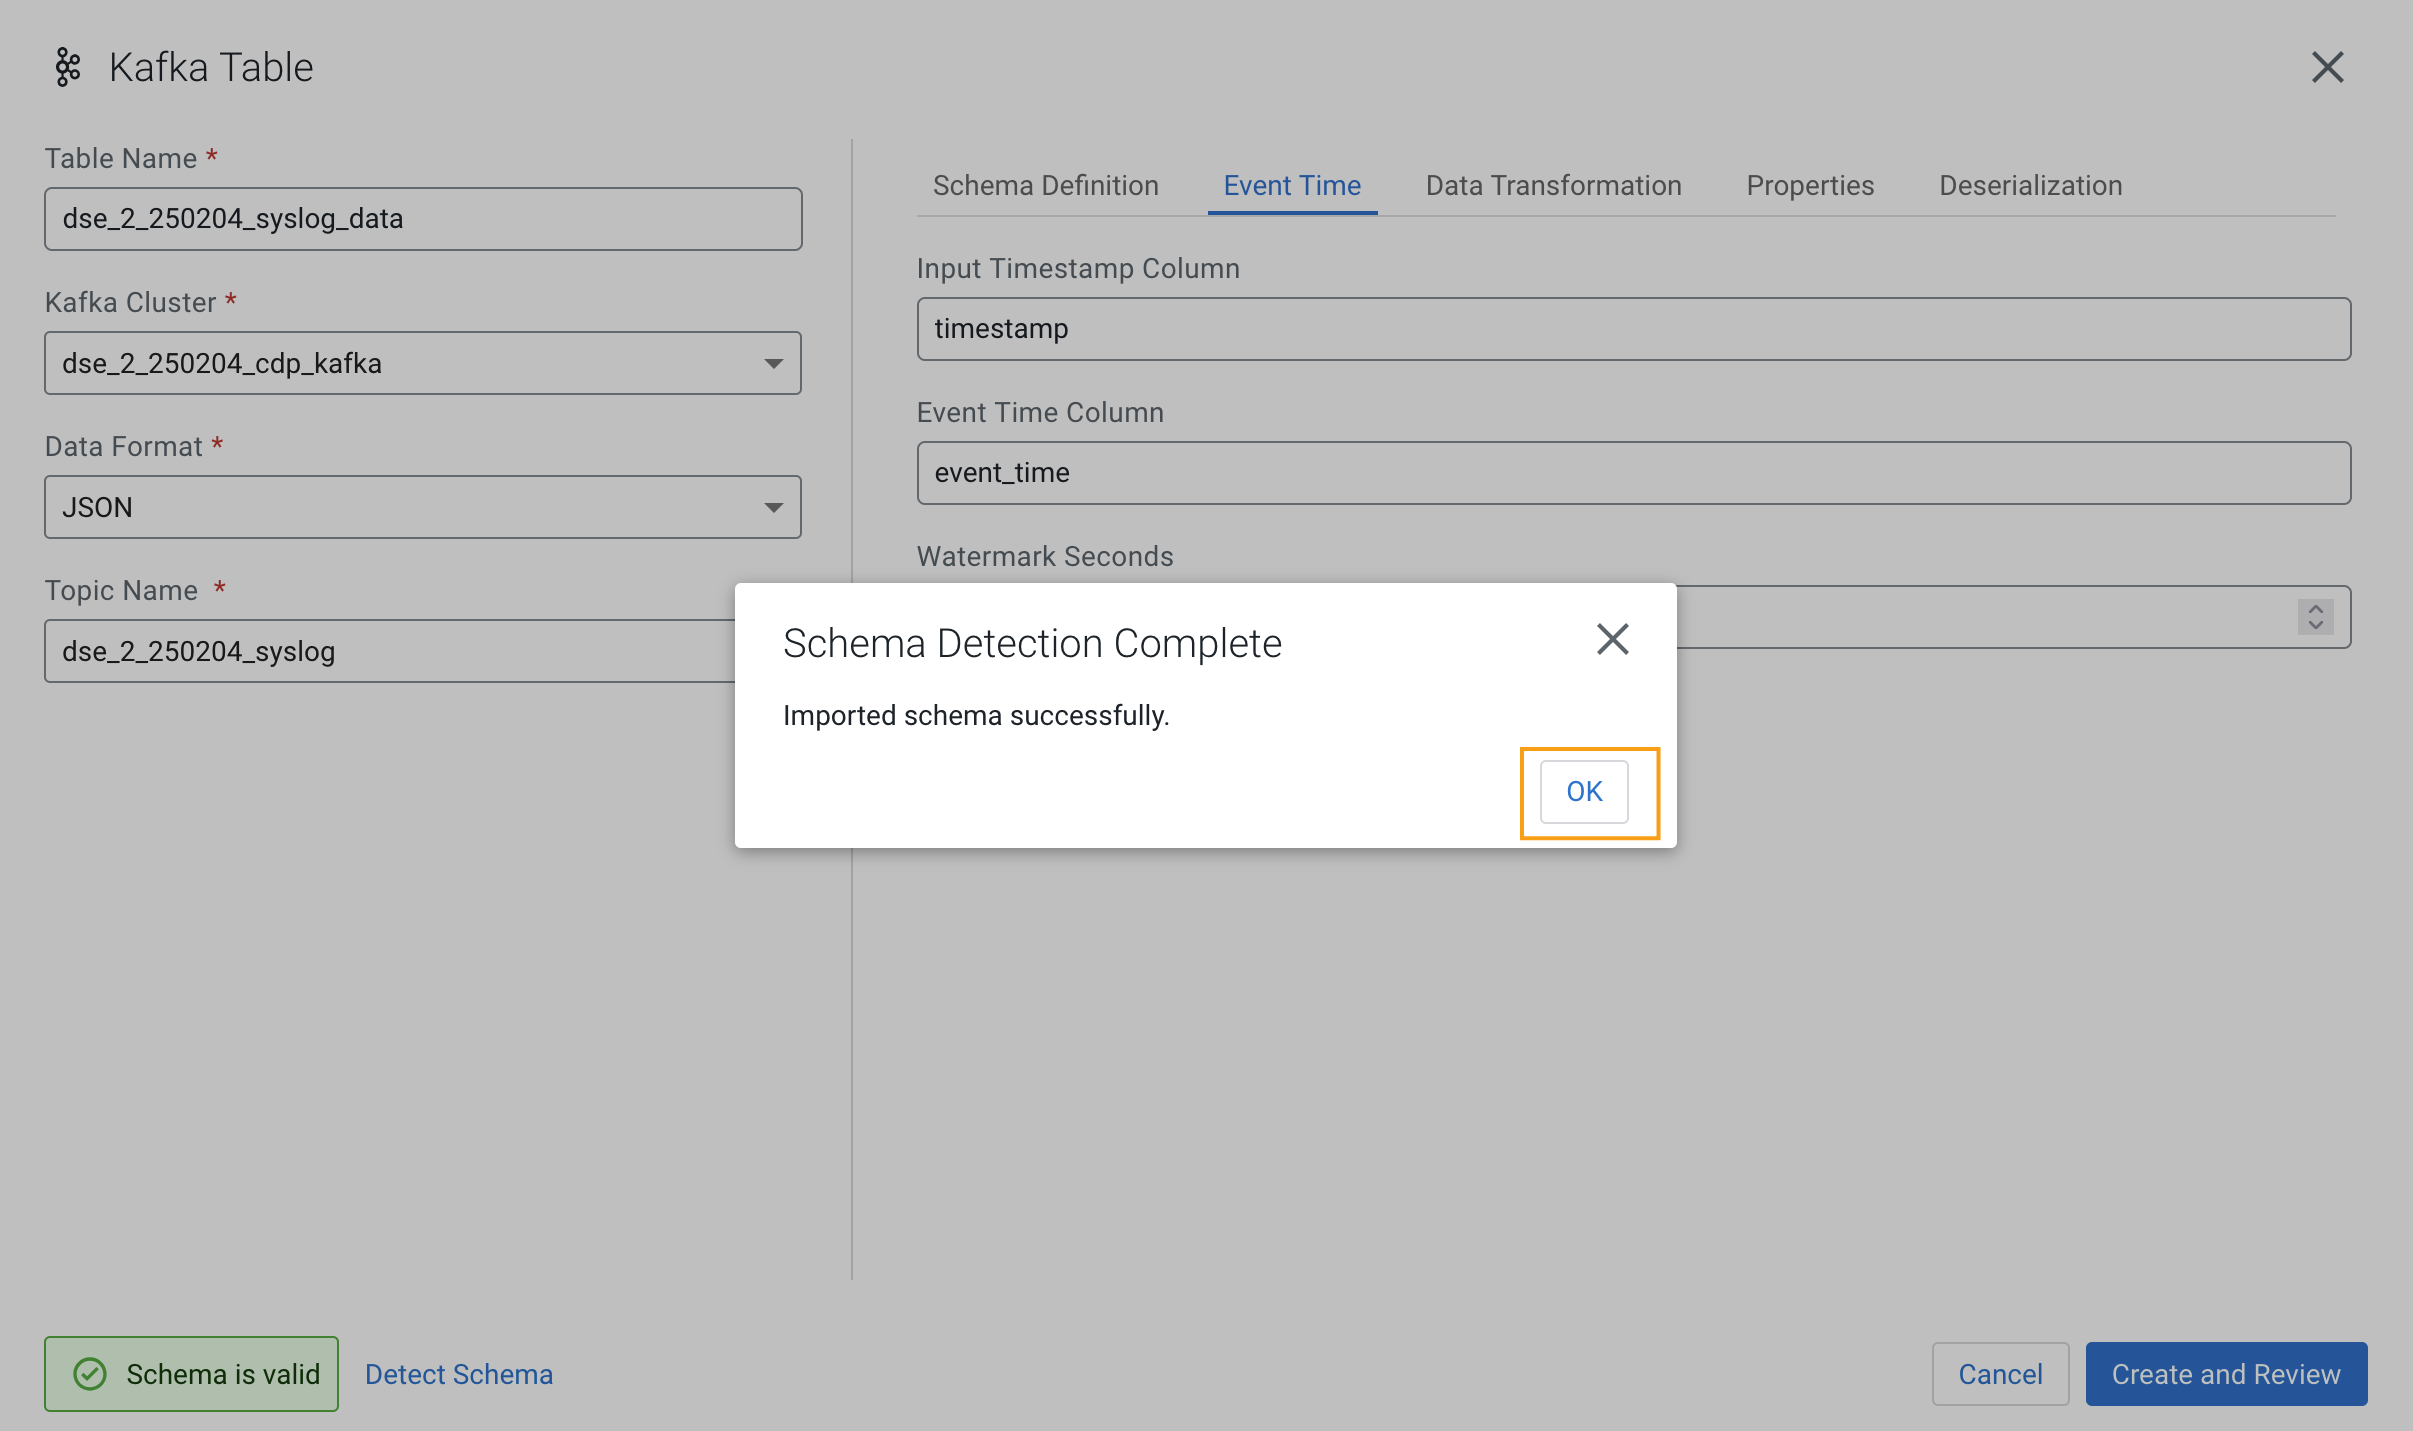 Kafka Table
Table Name *
dse_2_250204_syslog_data
Kafka Cluster *
dse_2_250204_cdp_kafka
Data Format *
JSON
Topic Name *
dse_2_250204_syslog
Schema Definition
Event Time
Data Transformation
Properties
Deserialization
Input Timestamp Column
timestamp
Event Time Column
event_time
Watermark Seconds
Schema Detection Complete
Imported schema successfully.
OK
Schema is valid
Detect Schema
Cancel
Create and Review